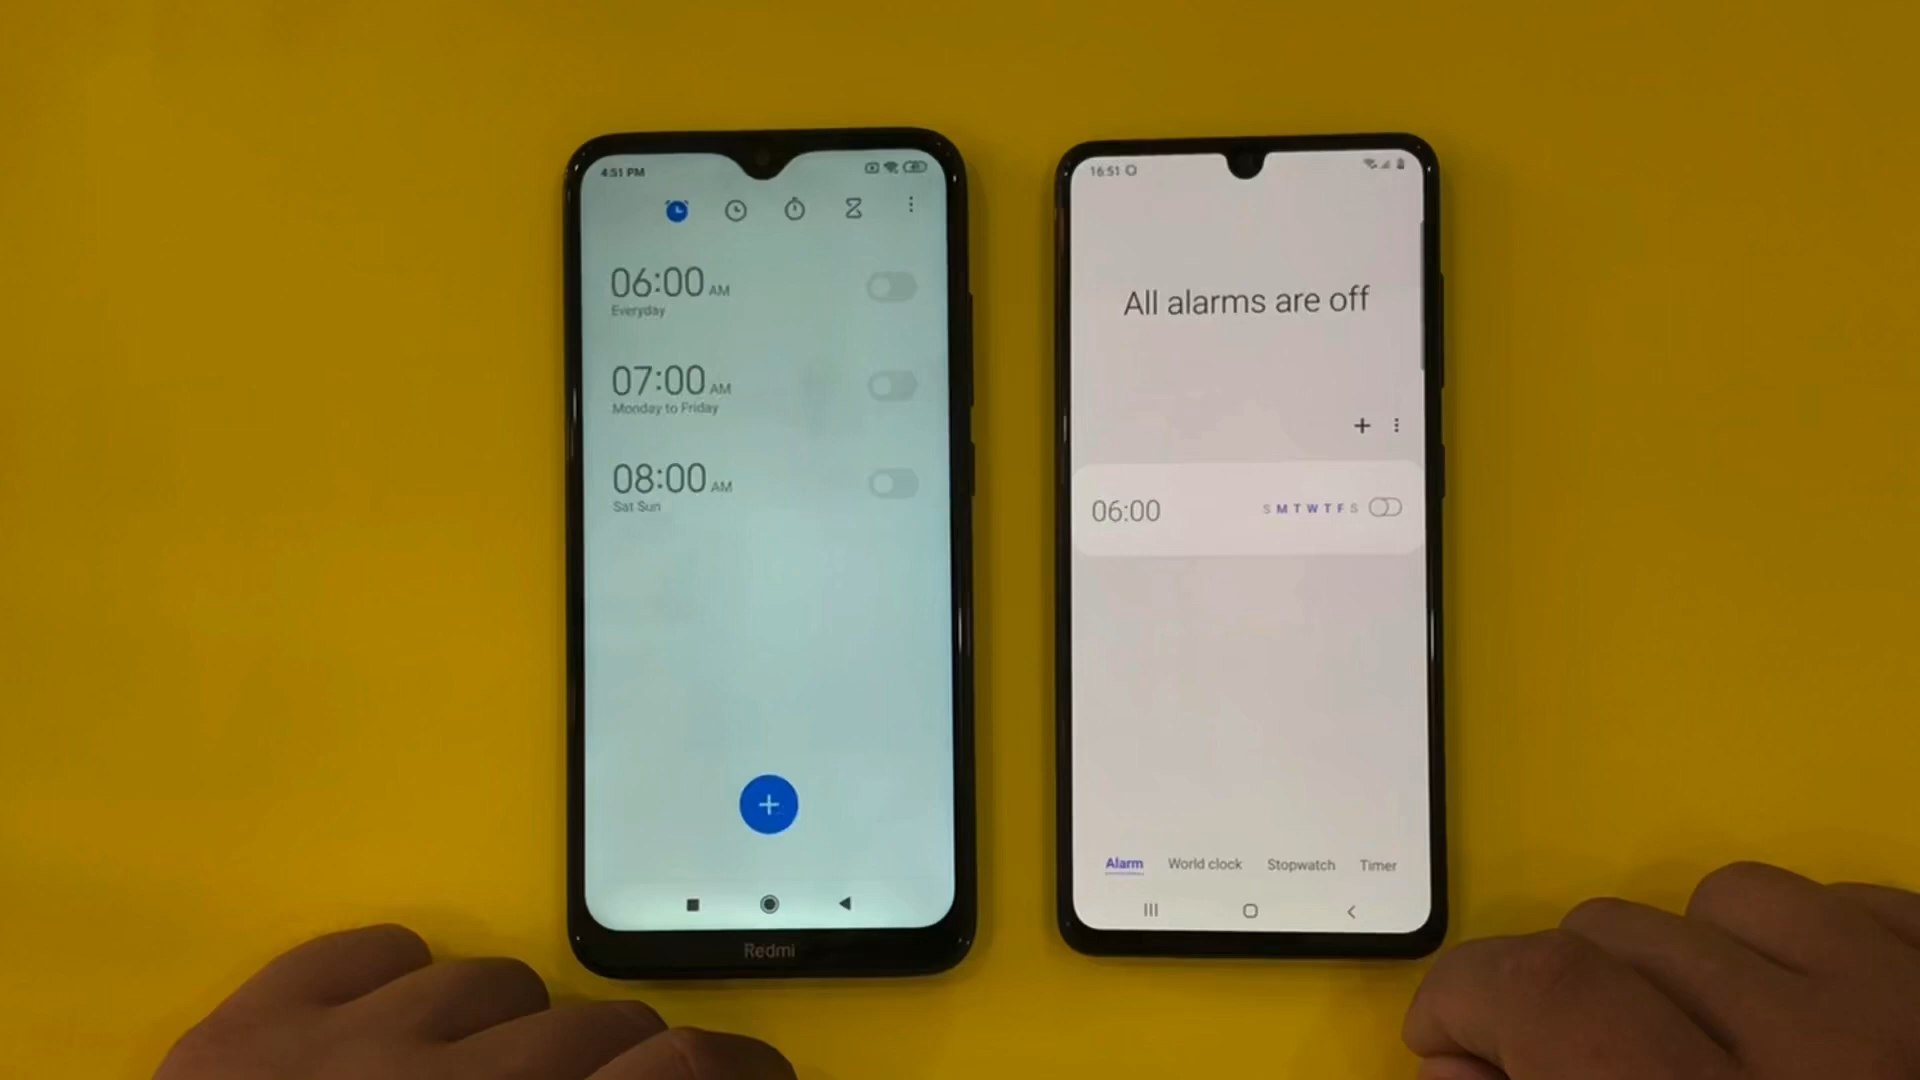 4:51 PM
06:00 AM
Everyday
07:00 AM
Monday to Friday
08:00 AM
Sat Sun
Redmi
16:51
All alarms are off
06:00 S M T W T F S
Alarm World clock Stopwatch Timer